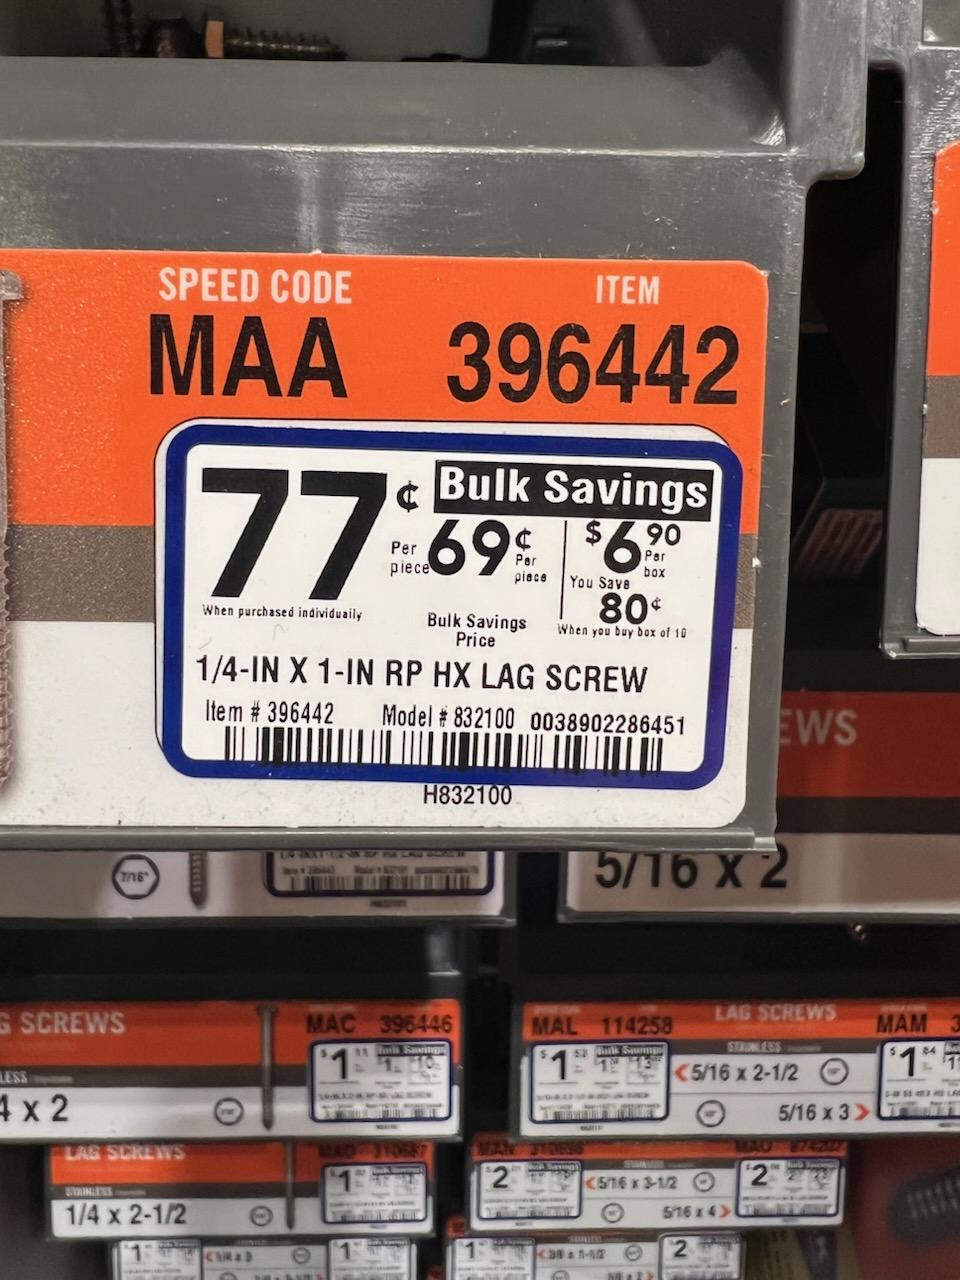 SPEED CODE ITEM
MAA 396442
77¢ Per piece
When purchased individually
Bulk Savings
69¢ Per piece
Bulk Savings Price
$6.90 Per box
You Save
80¢
When you buy box of 10
1/4-IN X 1-IN RP HX LAG SCREW
Item # 396442 Model # 832100 0038902286451
H832100
EWS
7/16"
5/16 x 2
G SCREWS MAC 396446
LESS
4 x 2
MAL 114258 LAG SCREWS MAM 3
STAINLESS
5/16 x 2-1/2
5/16 x 3
LAG SCREWS
STAINLESS
1/4 x 2-1/2
5/16 x 3-1/2
5/16 x 4